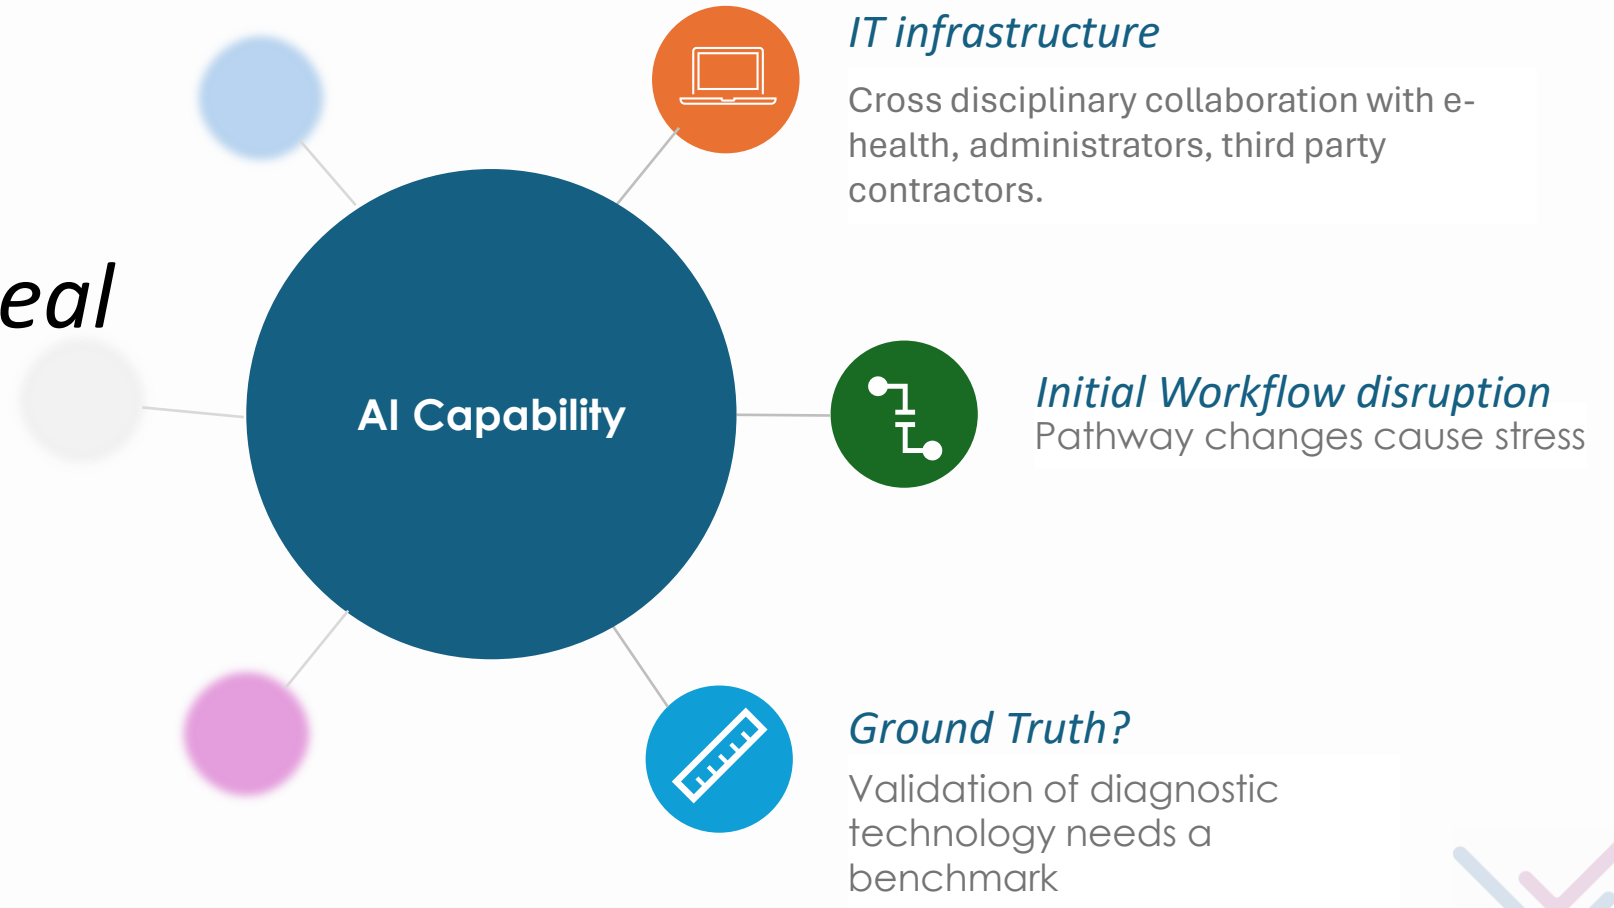 IT infrastructure
Cross disciplinary collaboration with e-
health, administrators, third party
contractors.
eal
AI Capability
Initial Workflow disruption
Pathway changes cause stress
Ground Truth?
Validation of diagnostic
technology needs a
benchmark